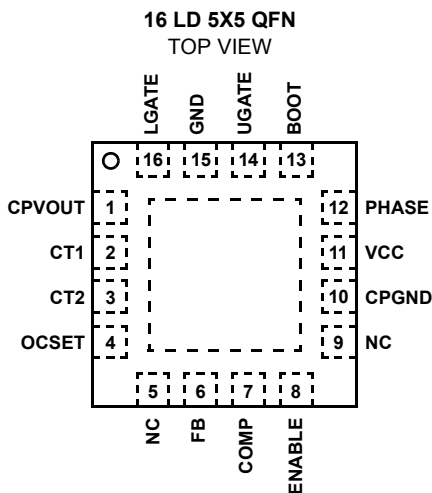 16 LD 5X5 QFN
TOP VIEW
LGATE
GND
UGATE
BOOT
16
15
14
13
CPVOUT 1
12 PHASE
CT1 2
11 VCC
CT2 3
10 CPGND
OCSET 4
9 NC
5
6
7
8
NC
FB
COMP
ENABLE